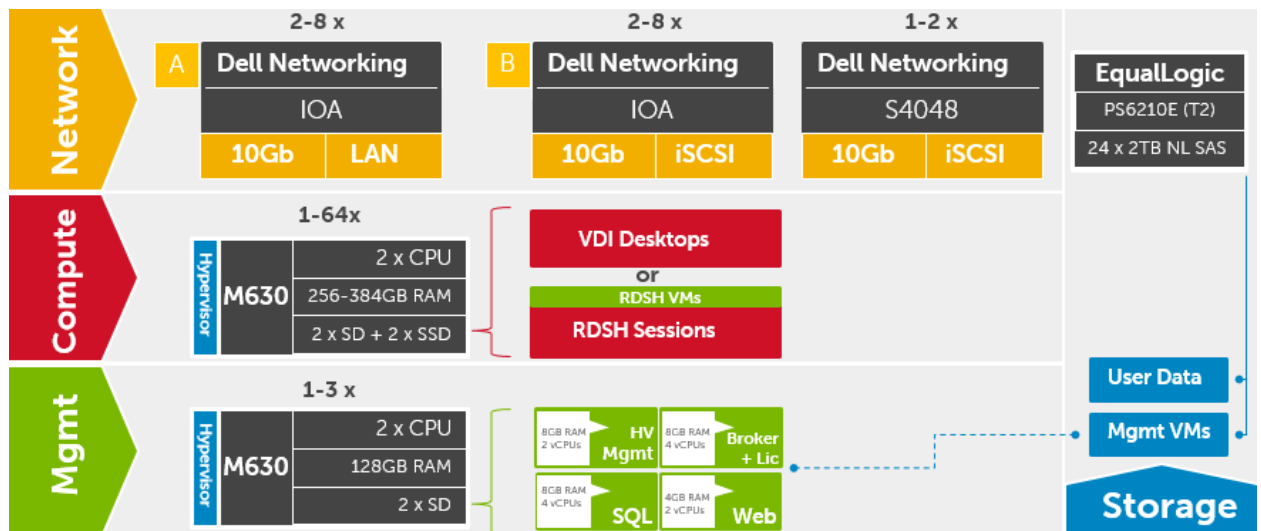 Network
2-8 x
A
Dell Networking
IOA
10Gb LAN
2-8 x
B
Dell Networking
IOA
10Gb iSCSI
1-2 x
Dell Networking
S4048
10Gb iSCSI
EqualLogic
PS6210E (T2)
24 x 2TB NL SAS
Compute
1-64x
Hypervisor
M630
2 x CPU
256-384GB RAM
2 x SD + 2 x SSD
VDI Desktops
or
RDSH VMs
RDSH Sessions
Mgmt
1-3 x
Hypervisor
M630
2 x CPU
128GB RAM
2 x SD
8GB RAM
2 vCPUs
HV
Mgmt
8GB RAM
4 vCPUs
Broker
+ Lic
8GB RAM
4 vCPUs
SQL
4GB RAM
2 vCPUs
Web
User Data
Mgmt VMs
Storage